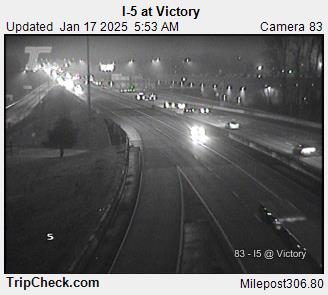 I-5 at Victory
Updated Jan 17 2025 5:53 AM Camera 83
S
83 - I5 @ Victory
TripCheck.com Milepost306.80